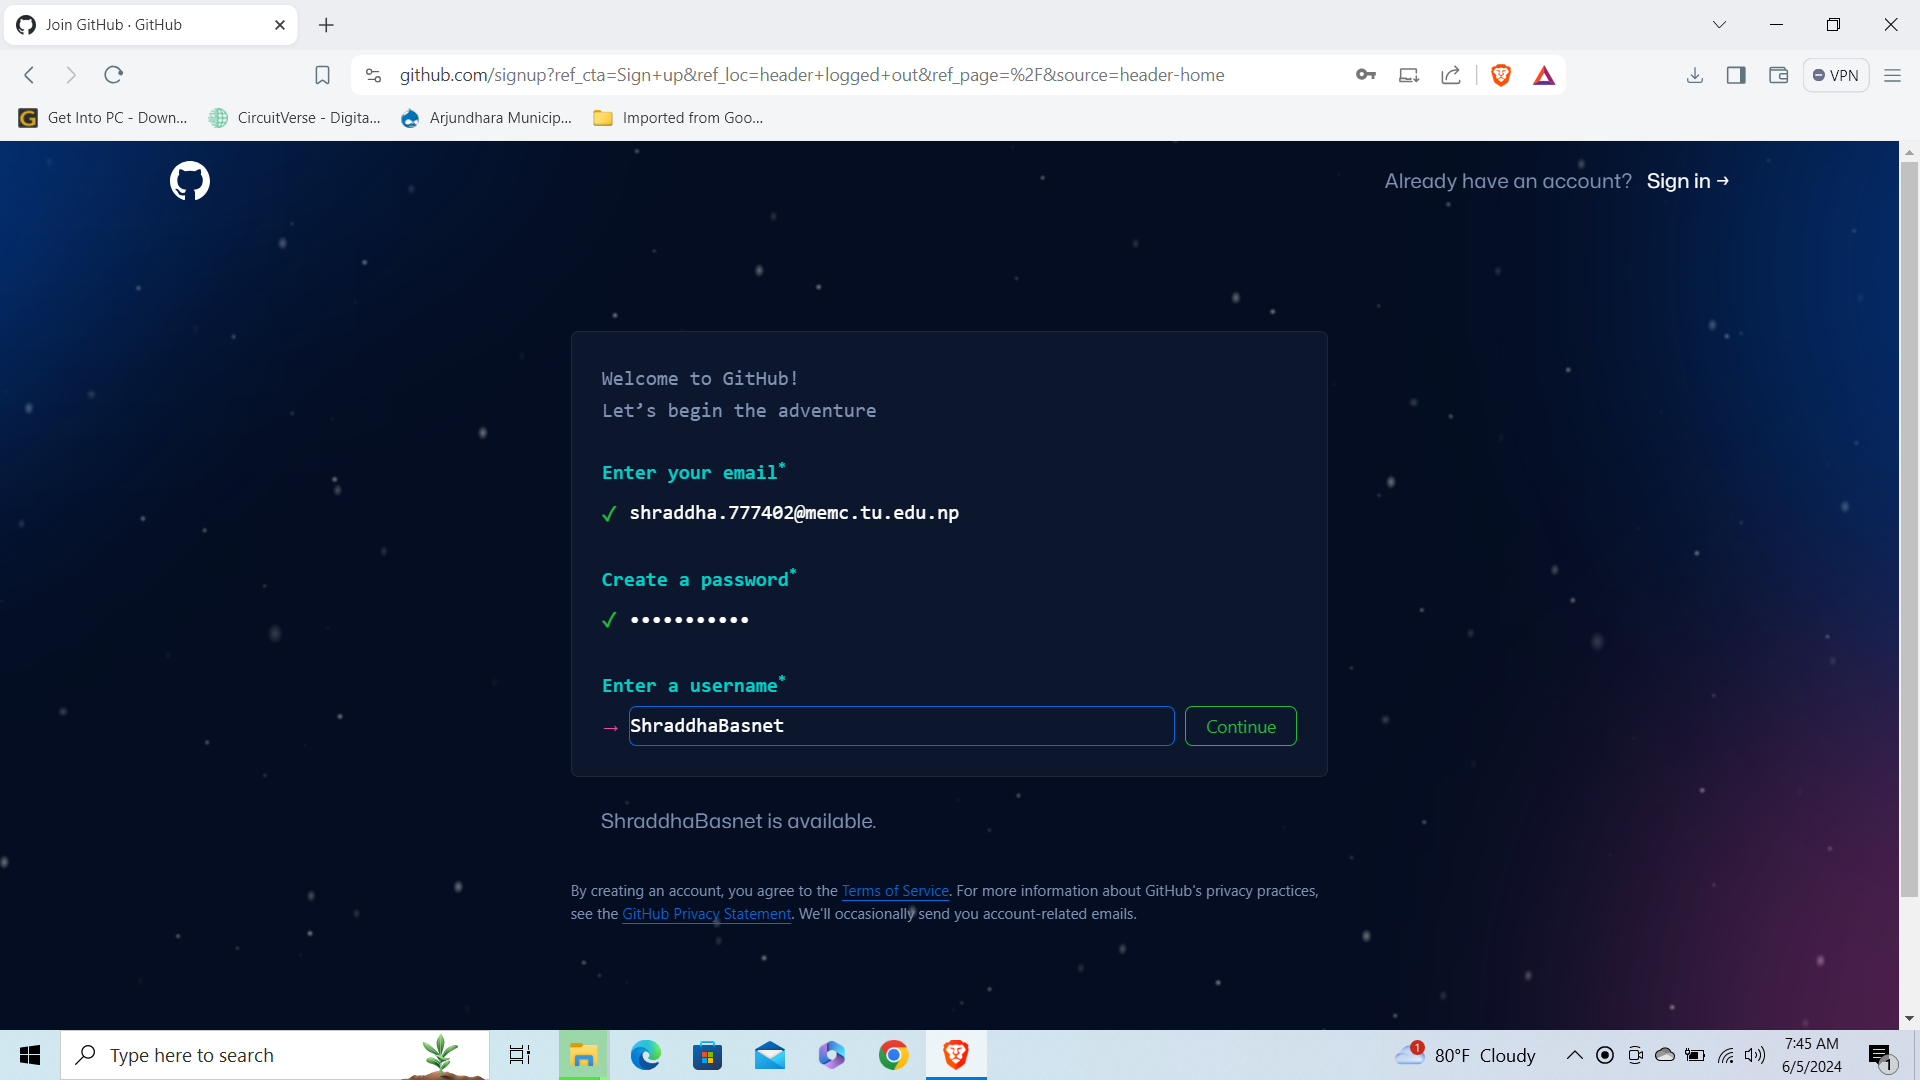 Join GitHub · GitHub
github.com/signup?ref_cta=Sign+up&ref_loc=header+logged+out&ref_page=%2F&source=header-home
VPN
Get Into PC - Down...
CircuitVerse - Digita...
Arjundhara Municip...
Imported from Goo...
Already have an account? Sign in →
Welcome to GitHub!
Let’s begin the adventure
Enter your email*
✓ shraddha.777402@memc.tu.edu.np
Create a password*
✓ •••••••••••
Enter a username*
→ ShraddhaBasnet
Continue
ShraddhaBasnet is available.
By creating an account, you agree to the Terms of Service. For more information about GitHub's privacy practices,
see the GitHub Privacy Statement. We'll occasionally send you account-related emails.
Type here to search
1
80°F Cloudy
7:45 AM
6/5/2024
1